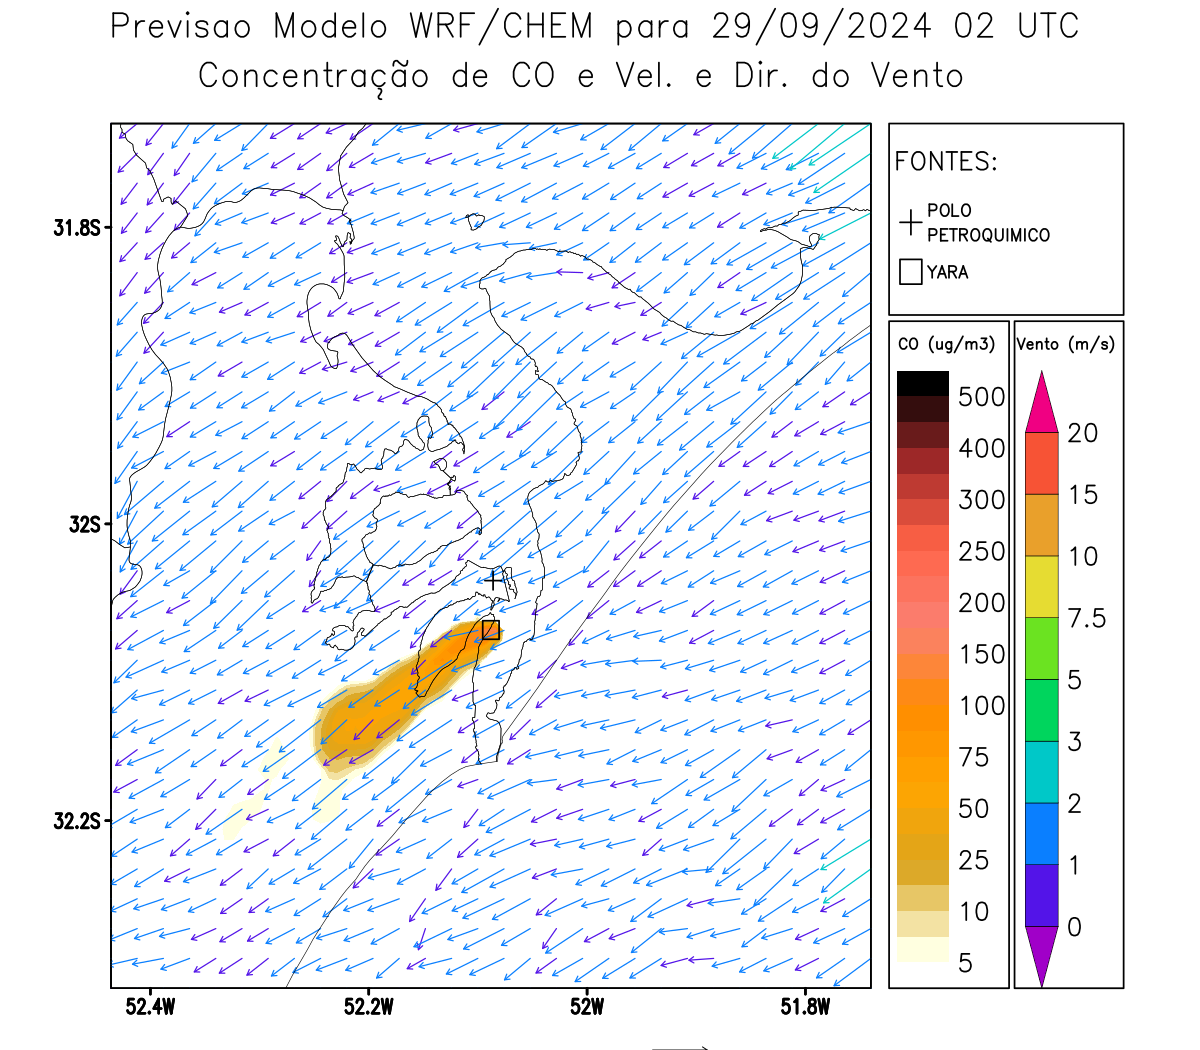 Previsao Modelo WRF/CHEM para 29/09/2024 02 UTC
Concentração de CO e Vel. e Dir. do Vento
FONTES:
POLO
PETROQUIMICO
YARA
CO (ug/m3)
500
400
300
250
200
150
100
75
50
25
10
5
Vento (m/s)
20
15
10
7.5
5
3
2
1
0
31.8S
32S
32.2S
52.4W
52.2W
52W
51.8W